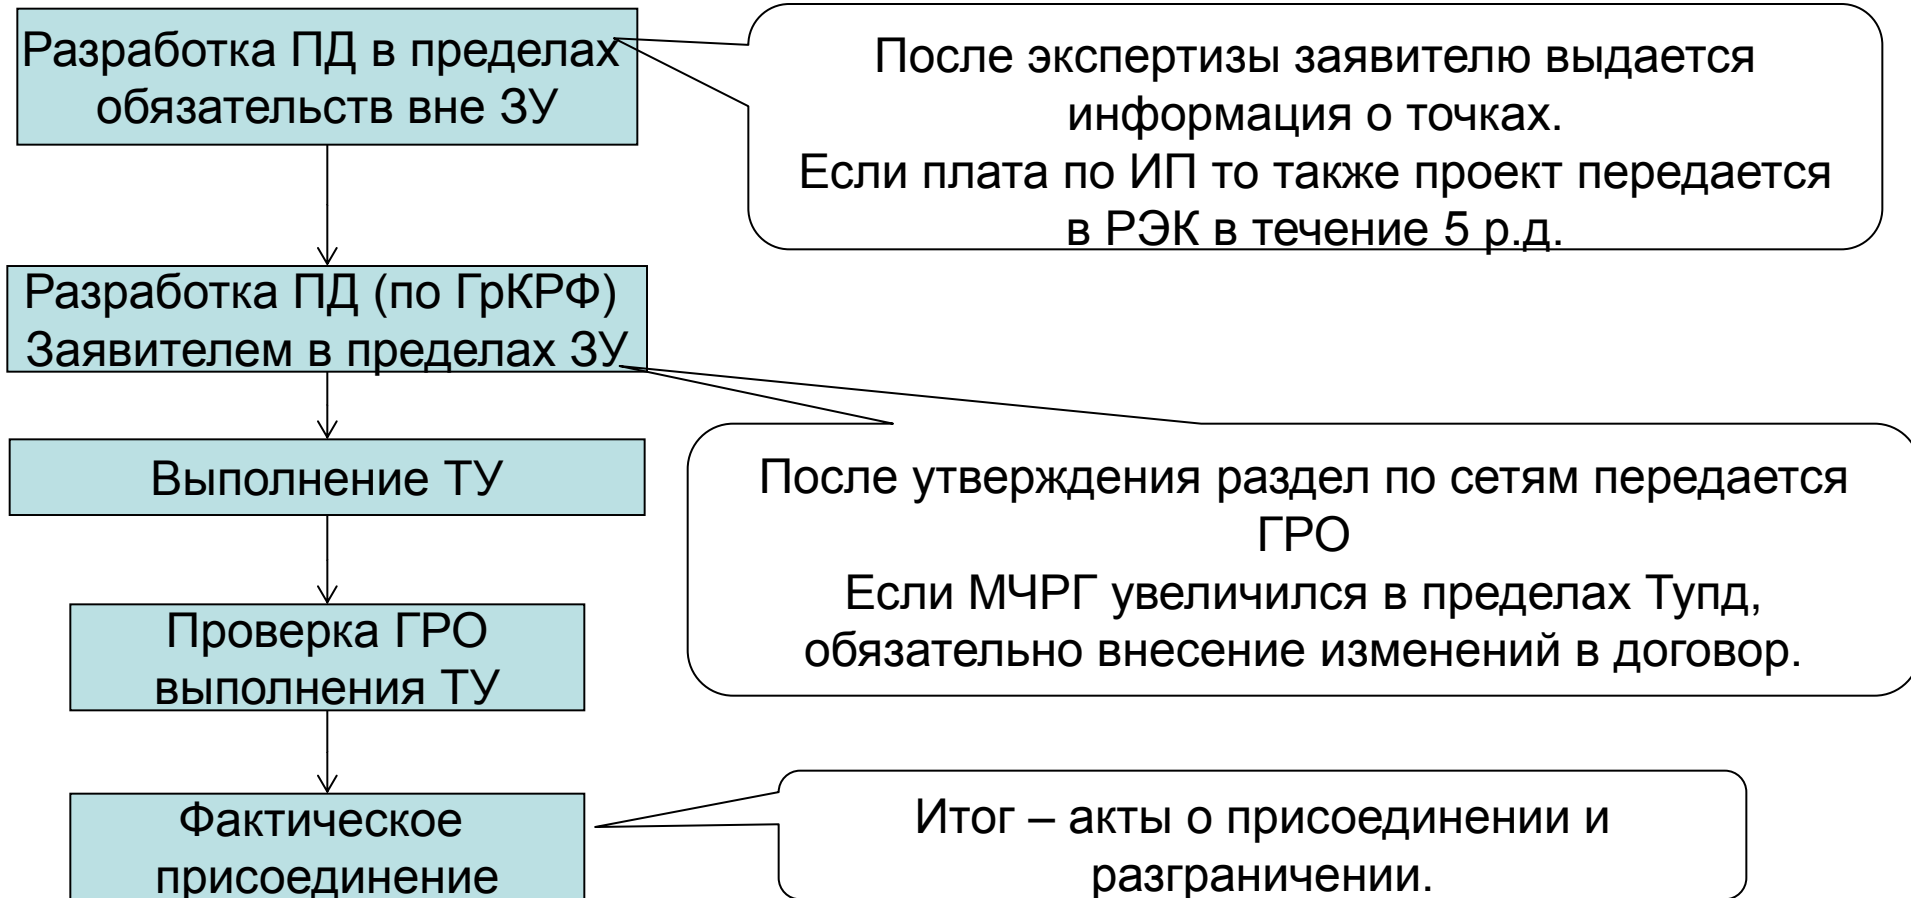 Разработка ПД в пределах
обязательств вне ЗУ
После экспертизы заявителю выдается
информация о точках.
Если плата по ИП то также проект передается
в РЭК в течение 5 р.д.
Разработка ПД (по ГрКРФ)
Заявителем в пределах ЗУ
Выполнение ТУ
После утверждения раздел по сетям передается
ГРО
Если МЧРГ увеличился в пределах Тупд,
обязательно внесение изменений в договор.
Проверка ГРО
выполнения ТУ
Фактическое
присоединение
Итог – акты о присоединении и
разграничении.